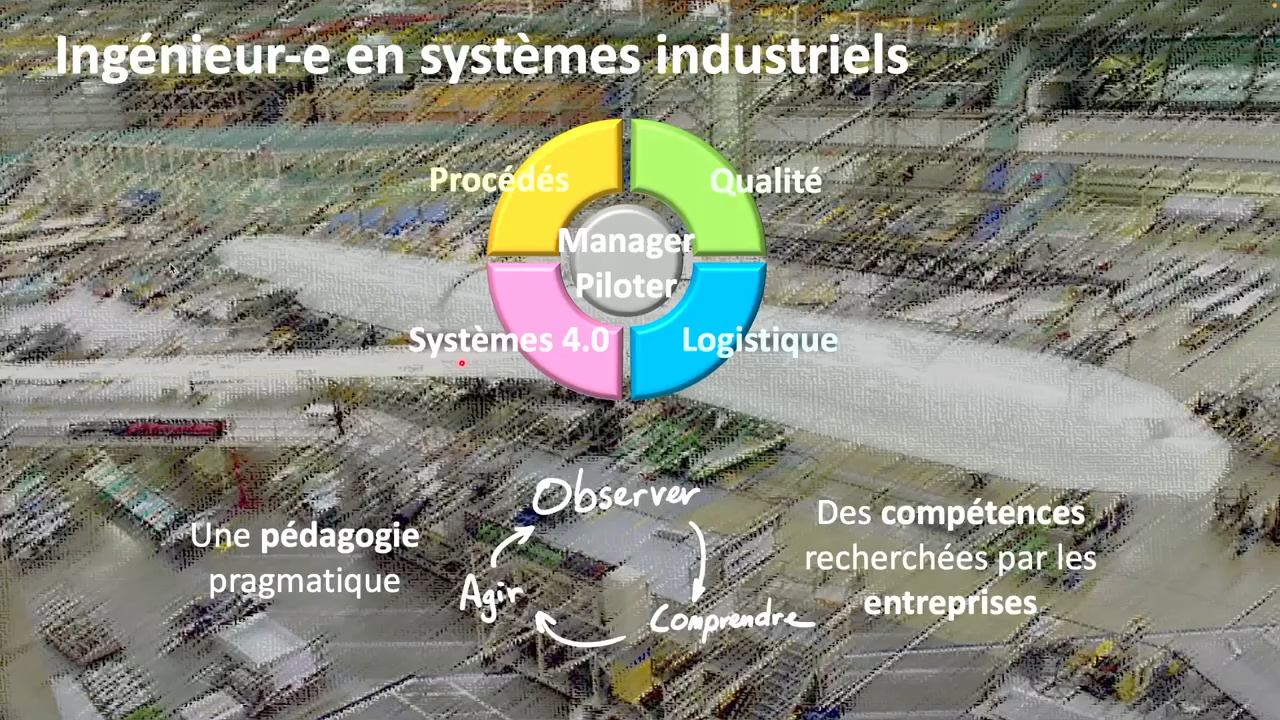 Ingénieur-e en systèmes industriels
Procédés
Qualité
Manager
Piloter
Systèmes 4.0
Logistique
Observer
Comprendre
Agir
Une pédagogie
pragmatique
Des compétences
recherchées par les
entreprises